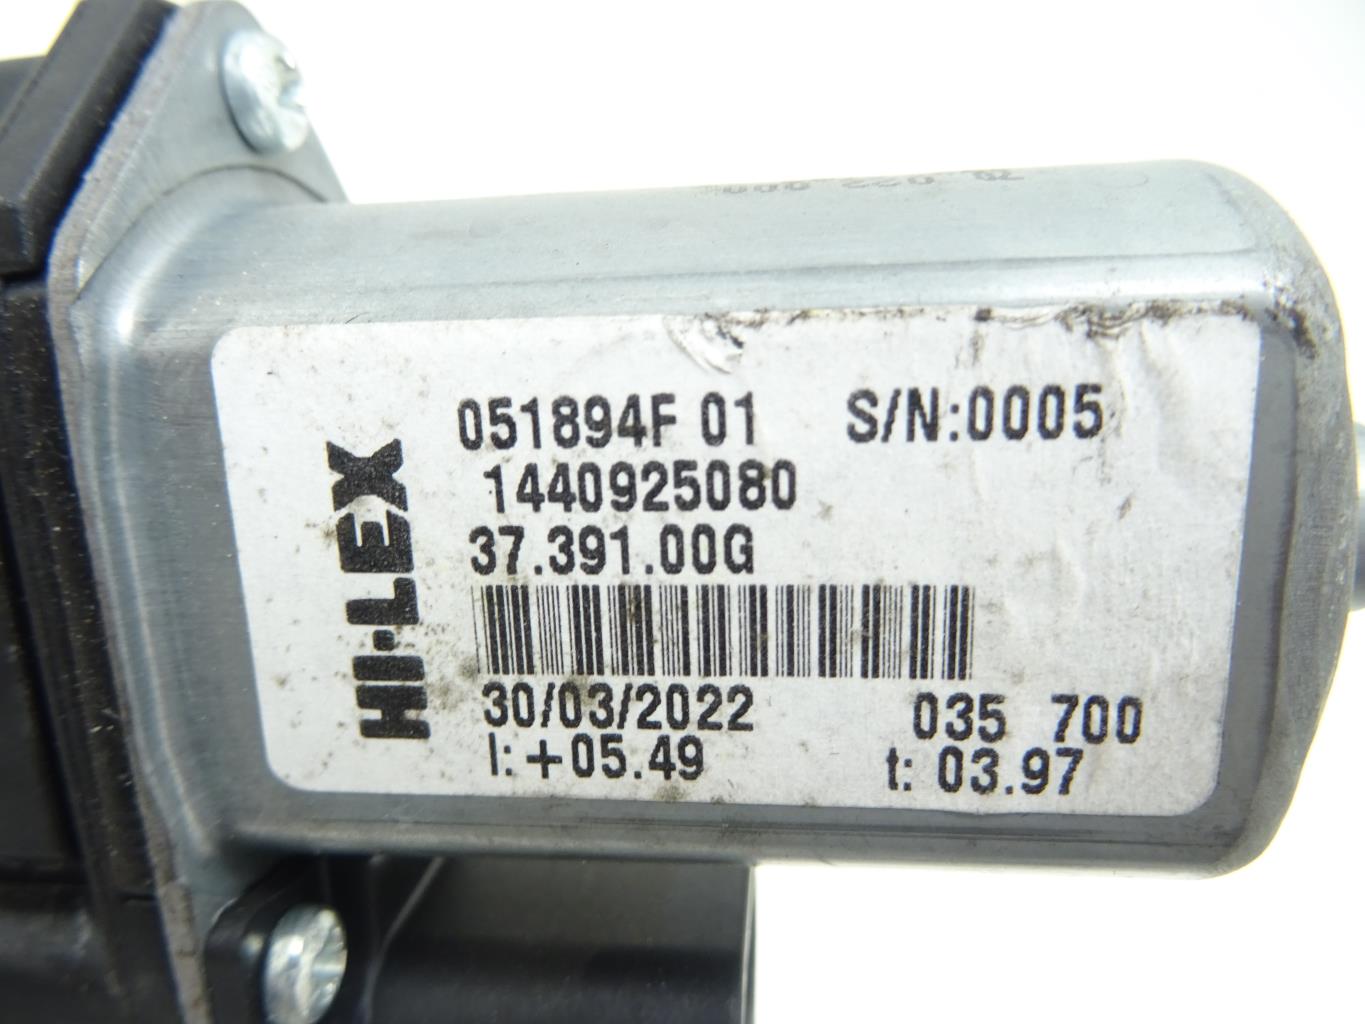 HI-LEX
051894F 01 S/N:0005
1440925080
37.391.00G
30/03/2022 035 700
I: +05.49 t: 03.97